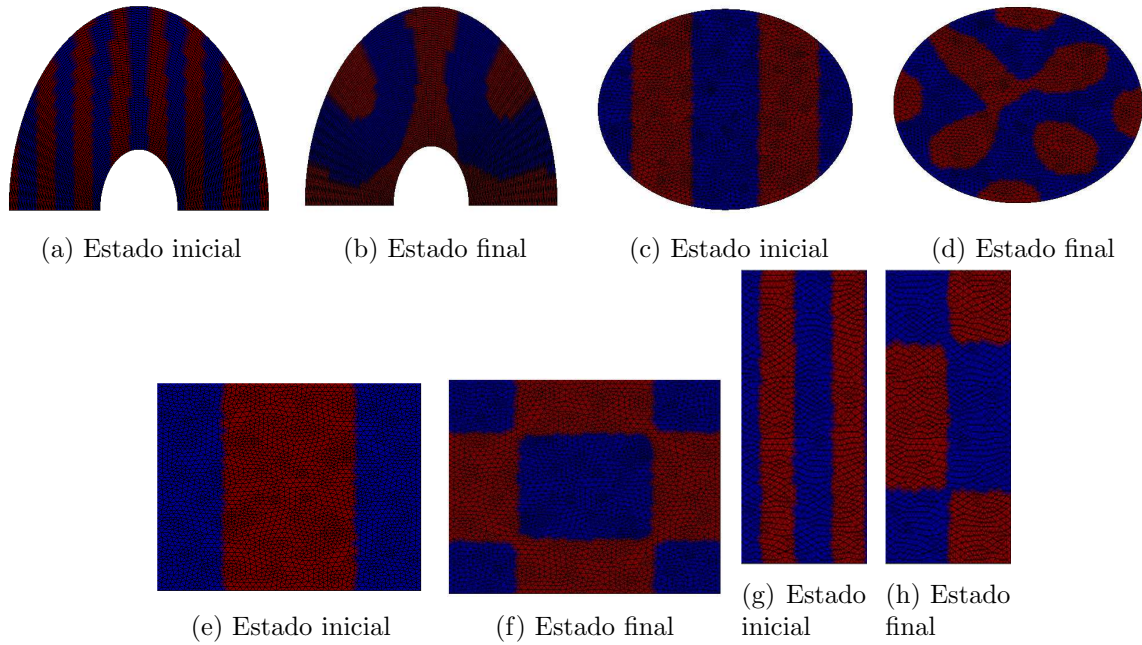 (a) Estado inicial
(b) Estado final
(c) Estado inicial
(d) Estado final
(e) Estado inicial
(f) Estado final
(g) Estado
inicial
(h) Estado
final